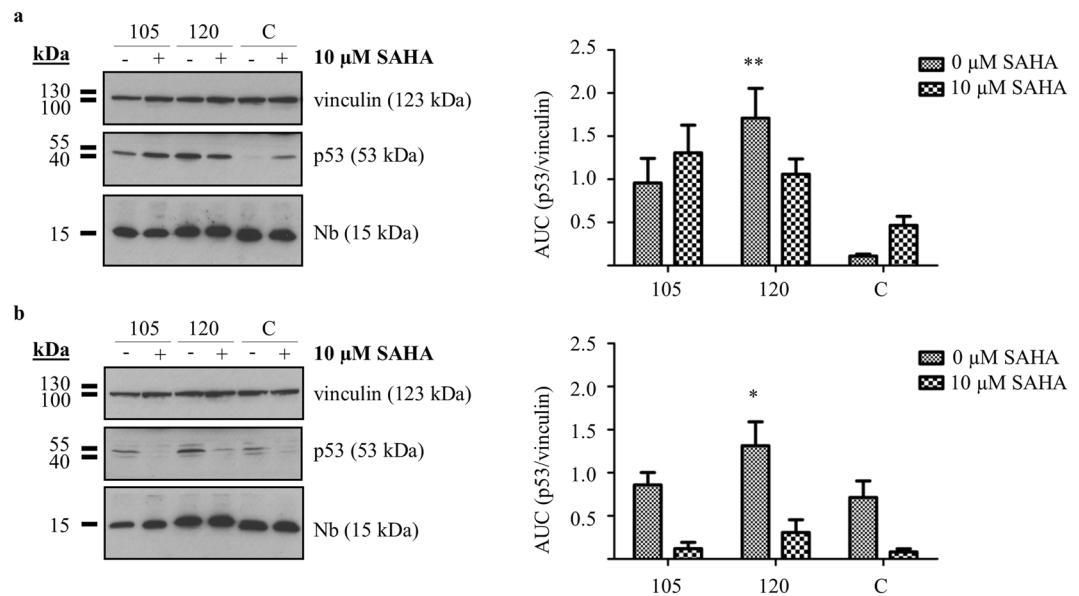 a
105 120 C
kDa - + - + - + 10 µM SAHA
130
100
vinculin (123 kDa)
55
40
p53 (53 kDa)
15
Nb (15 kDa)
AUC (p53/vinculin)
2.5
2.0
1.5
1.0
0.5
**
105 120 C
0 µM SAHA
10 µM SAHA
b
105 120 C
kDa - + - + - + 10 µM SAHA
130
100
vinculin (123 kDa)
55
40
p53 (53 kDa)
15
Nb (15 kDa)
AUC (p53/vinculin)
2.5
2.0
1.5
1.0
0.5
*
105 120 C
0 µM SAHA
10 µM SAHA